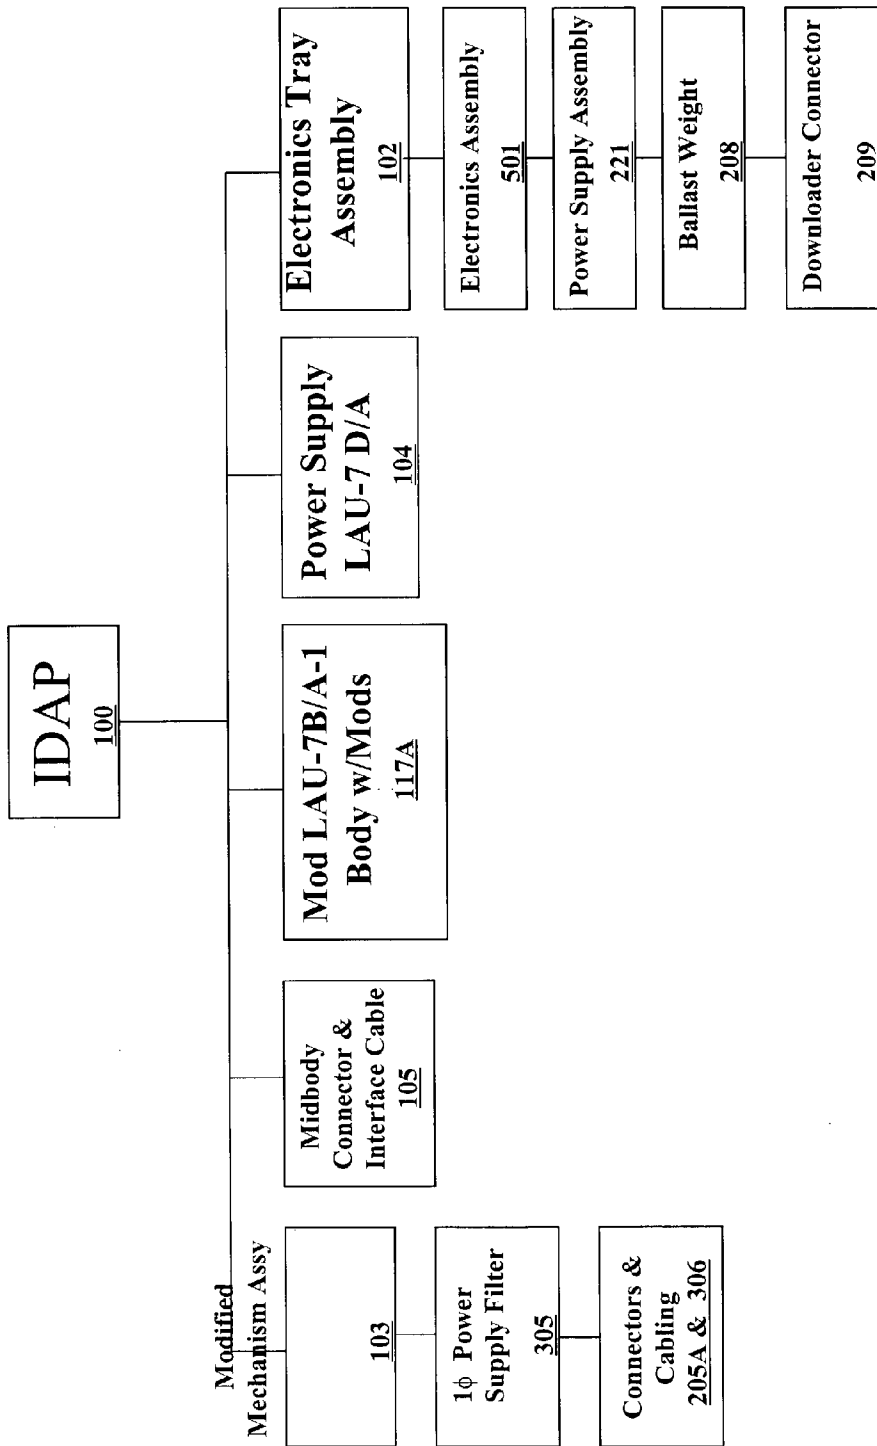 IDAP
100
Modified
Mechanism Assy
103
1ϕ Power
Supply Filter
305
Connectors &
Cabling
205A & 306
Midbody
Connector &
Interface Cable
105
Mod LAU-7B/A-1
Body w/Mods
117A
Power Supply
LAU-7 D/A
104
Electronics Tray
Assembly
102
Electronics Assembly
501
Power Supply Assembly
221
Ballast Weight
208
Downloader Connector
209